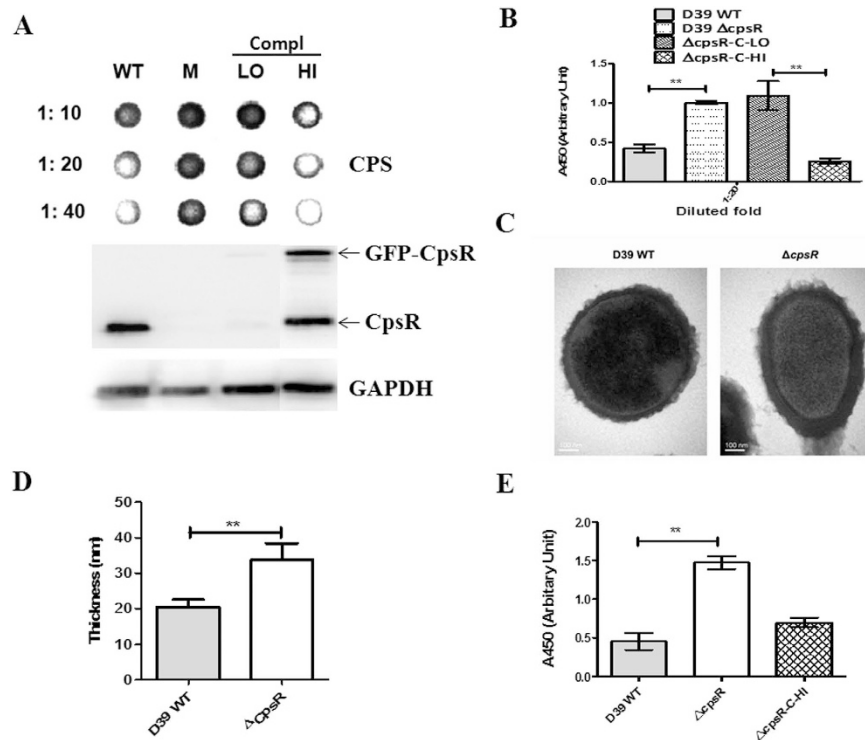 A
Compl
WT M LO HI
1: 10
1: 20 CPS
1: 40
GFP-CpsR
CpsR
GAPDH
B
D39 WT
D39 ΔcpsR
ΔcpsR-C-LO
ΔcpsR-C-HI
A450(Arbitrary Unit)
1.5
1.0
0.5
0.0
** **
1:20
Diluted fold
C
D39 WT ΔcpsR
100 nm 100 nm
D
Thickness (nm)
50
40
30
20
10
0
**
D39 WT
ΔCpsR
E
A450 (Arbitary Unit)
2.0
1.5
1.0
0.5
0.0
**
D39 WT
△cpsR
△cpsR-C-HI